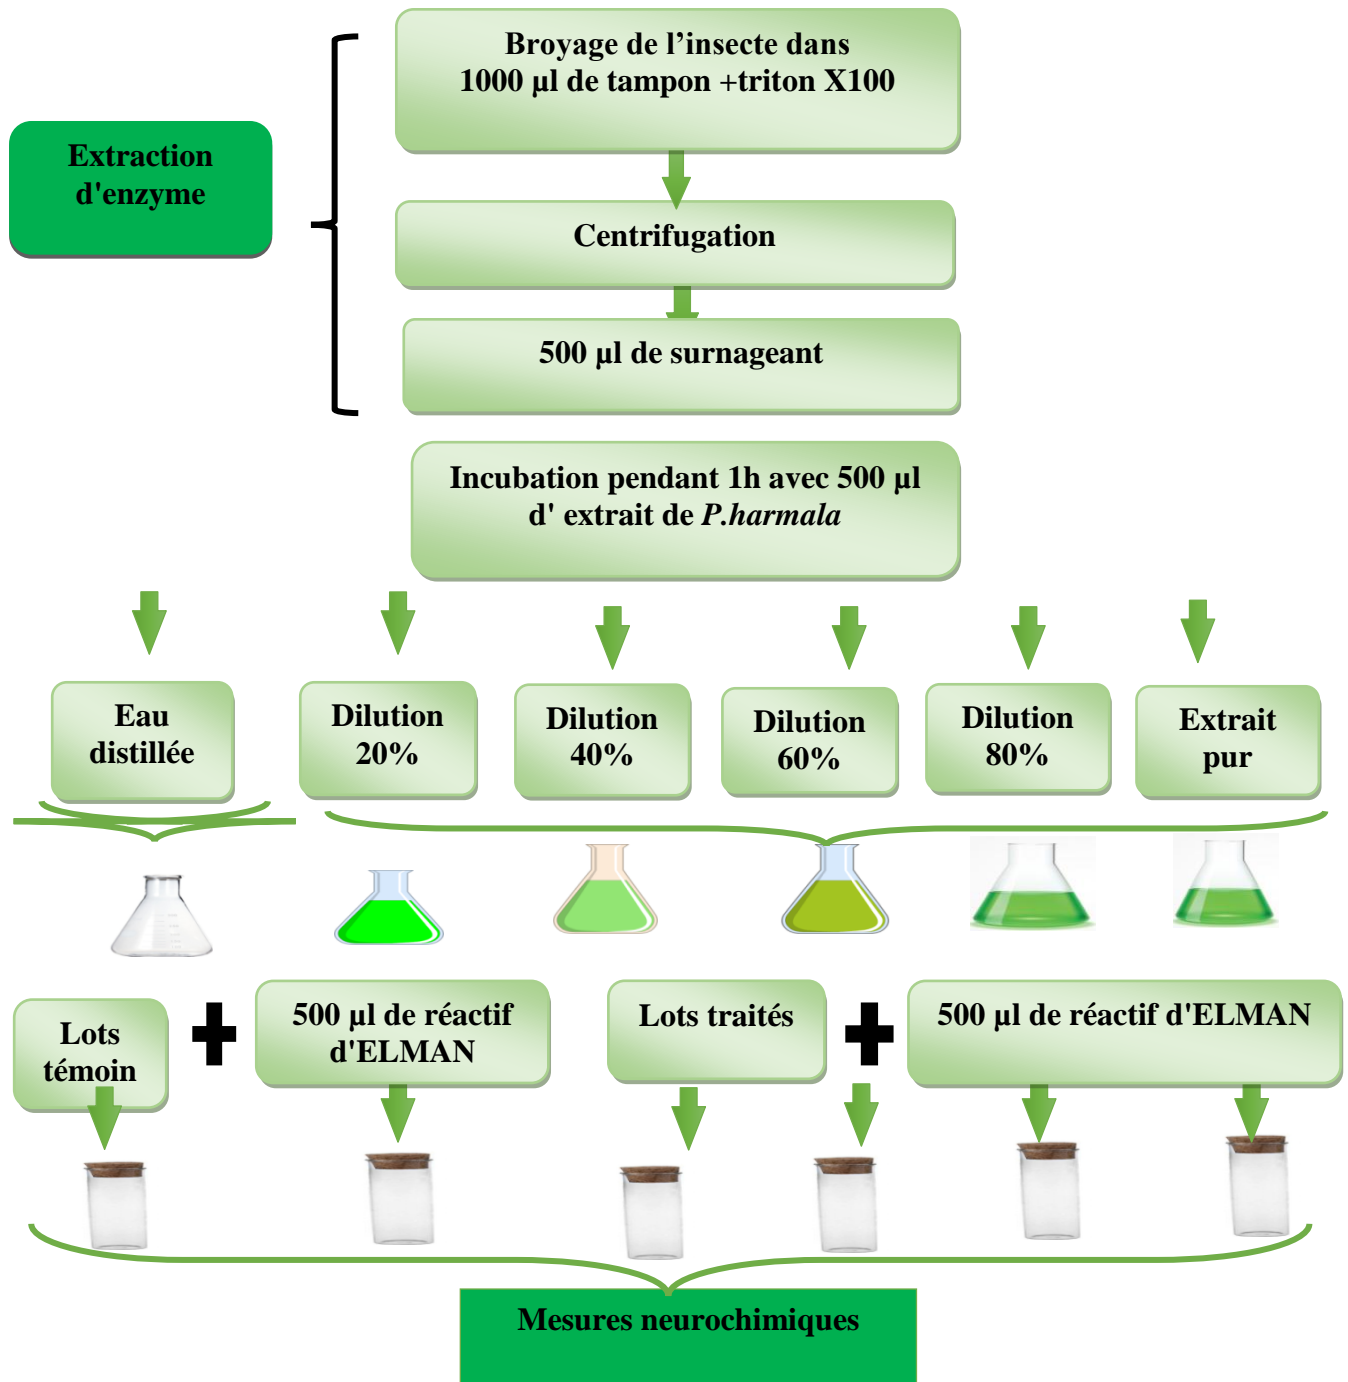 Broyage de l’insecte dans
1000 µl de tampon +triton X100
Extraction
d'enzyme
Centrifugation
500 µl de surnageant
Incubation pendant 1h avec 500 µl
d' extrait de P.harmala
Eau
distillée
Dilution
20%
Dilution
40%
Dilution
60%
Dilution
80%
Extrait
pur
Lots
témoin
500 µl de réactif
d'ELMAN
Lots traités
500 µl de réactif d'ELMAN
Mesures neurochimiques